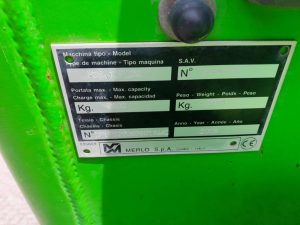 Macchina tipo - Model
Type de machine - Tipo maquina
S.A.V.
N°
Portata max - Max. capacity
Charge max. - Max. capacidad
Kg.
Peso - Weight - Poids - Peso
Kg.
Telaio - Chassis
Chassis - Chasis
N°
Anno - Year - Année - Año
MERLO S.p.A.
CE